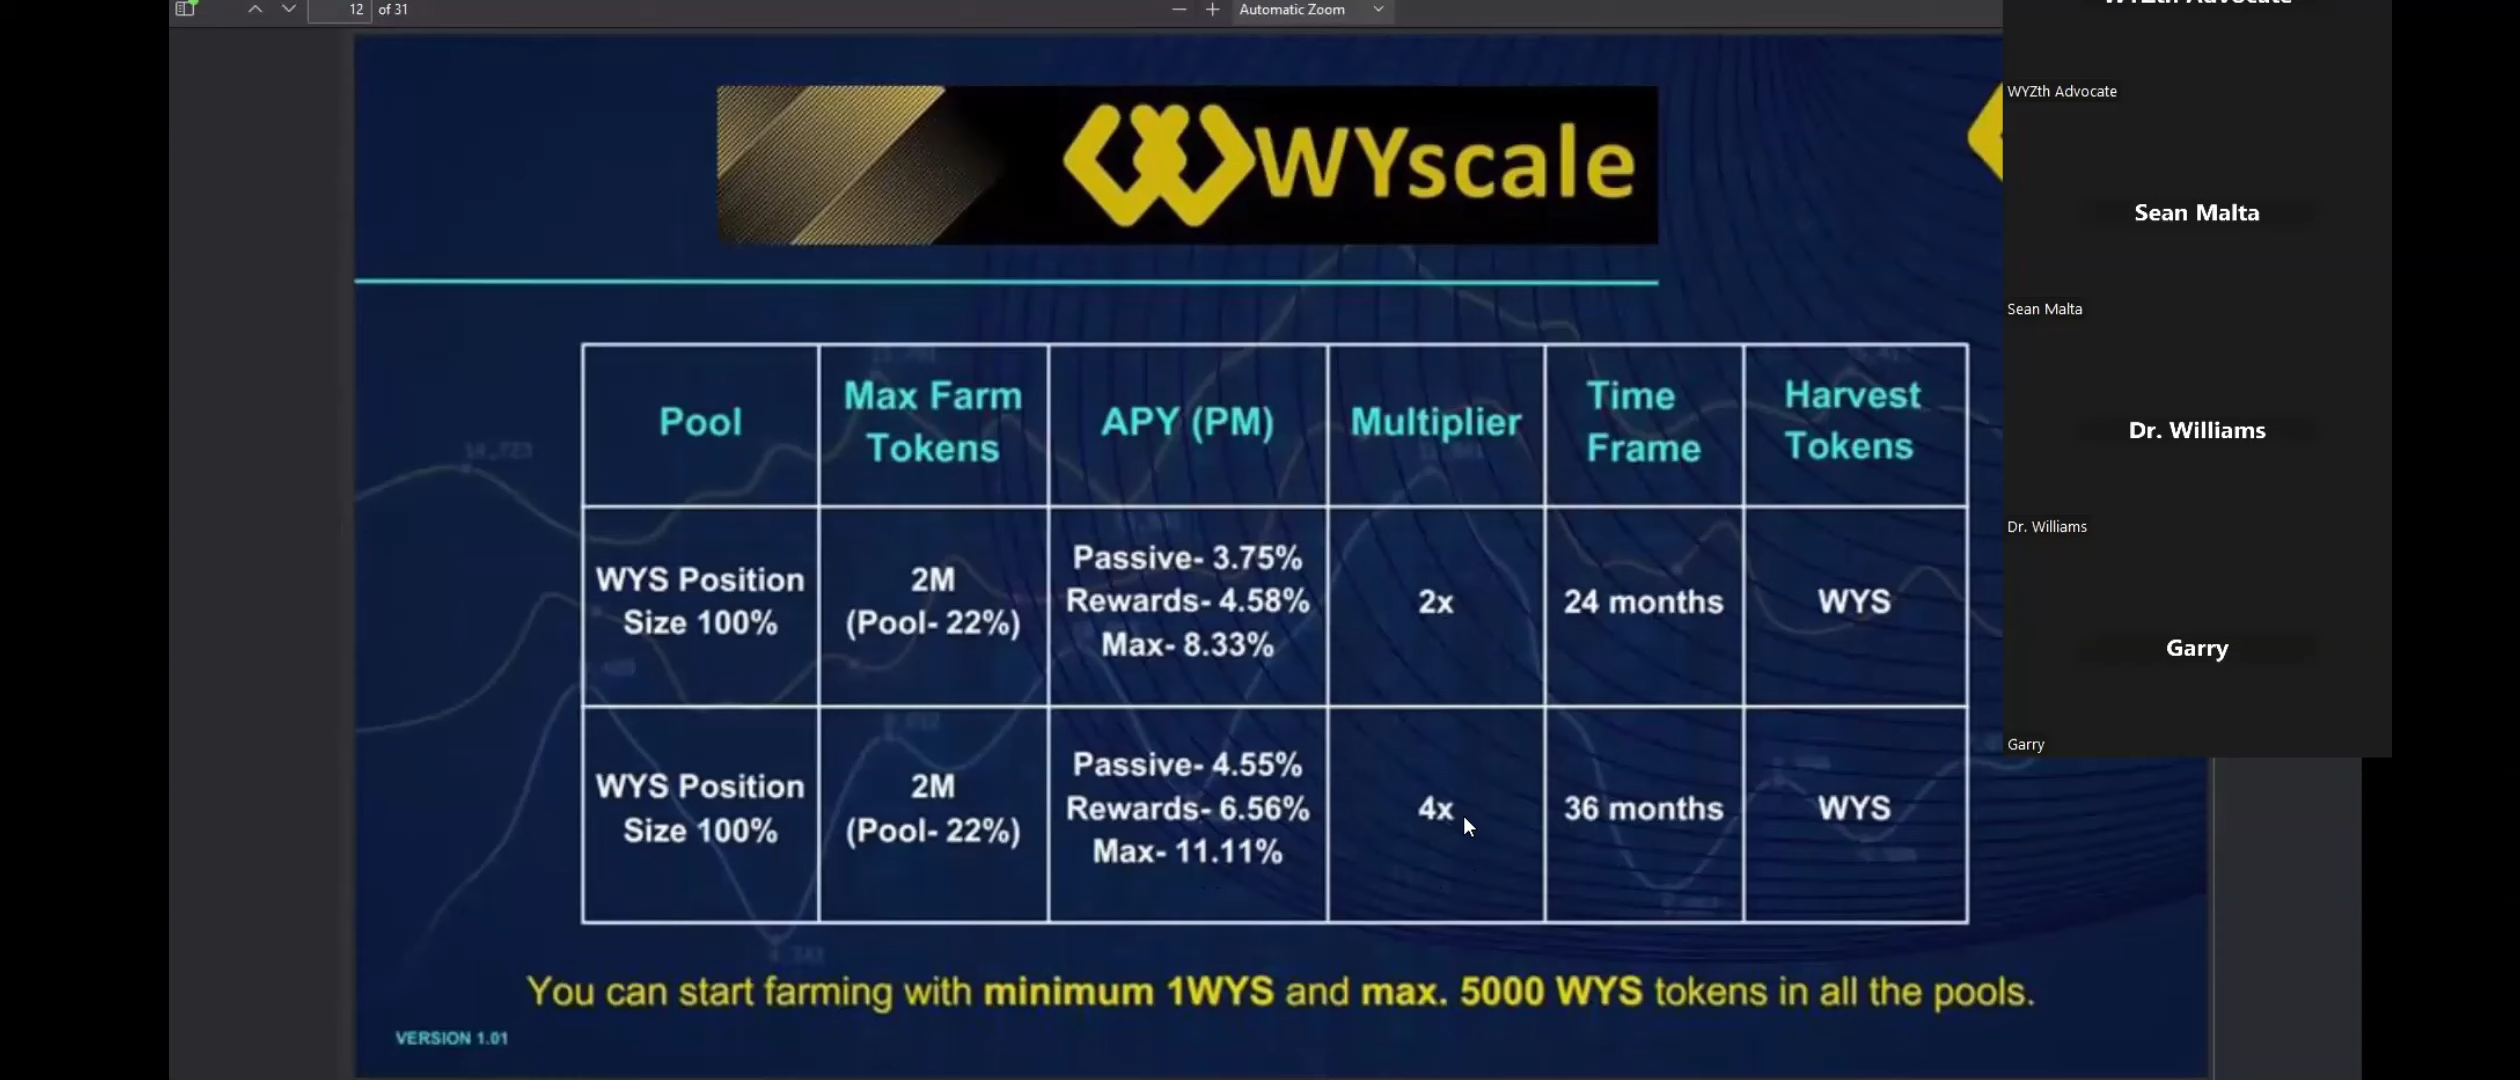 12 of 31
Automatic Zoom
WYscale
Pool
Max Farm
Tokens
APY (PM)
Multiplier
Time
Frame
Harvest
Tokens
WYS Position
Size 100%
2M
(Pool- 22%)
Passive- 3.75%
Rewards- 4.58%
Max- 8.33%
2x
24 months
WYS
WYS Position
Size 100%
2M
(Pool- 22%)
Passive- 4.55%
Rewards- 6.56%
Max- 11.11%
4x
36 months
WYS
You can start farming with minimum 1WYS and max. 5000 WYS tokens in all the pools.
VERSION 1.01
WYZth Advocate
WYZth Advocate
Sean Malta
Sean Malta
Dr. Williams
Dr. Williams
Garry
Garry